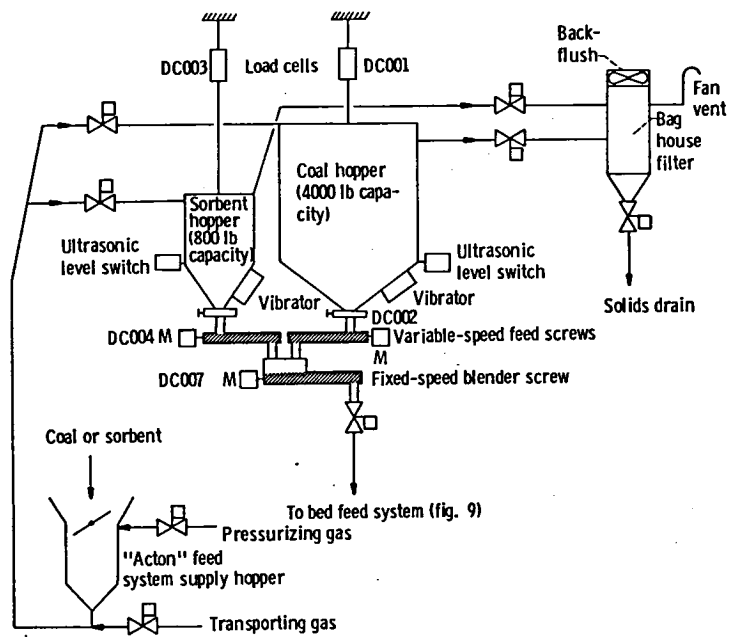 Back-
flush
DC003
Load cells
DC001
Fan
vent
Bag
house
filter
Coal hopper
(4000 lb capa-
city)
Sorbent
hopper
(800 lb
capacity)
Ultrasonic
level switch
Ultrasonic
level switch
Vibrator
Vibrator
Solids drain
DC002
DC004 M
Variable-speed feed screws
M
DC007
M
Fixed-speed blender screw
Coal or sorbent
To bed feed system (fig. 9)
Pressurizing gas
"Acton" feed
system supply hopper
Transporting gas